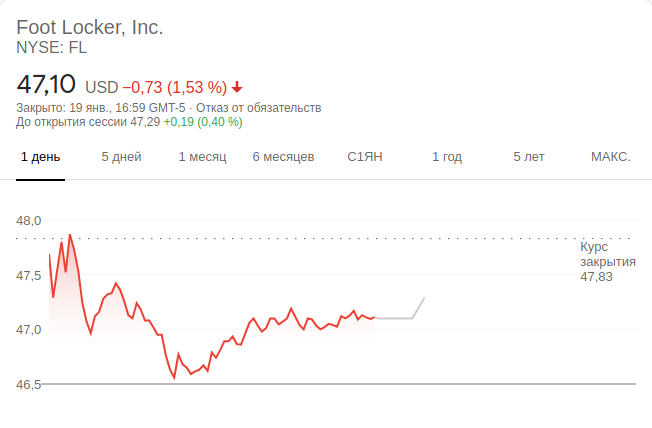 Foot Locker, Inc.
NYSE: FL
47,10 USD −0,73 (1,53 %)
Закрыто: 19 янв., 16:59 GMT-5 · Отказ от обязательств
До открытия сессии 47,29 +0,19 (0,40 %)
1 день 5 дней 1 месяц 6 месяцев С1ЯН 1 год 5 лет МАКС.
48,0
Курс
закрытия
47,83
47,5
47,0
46,5